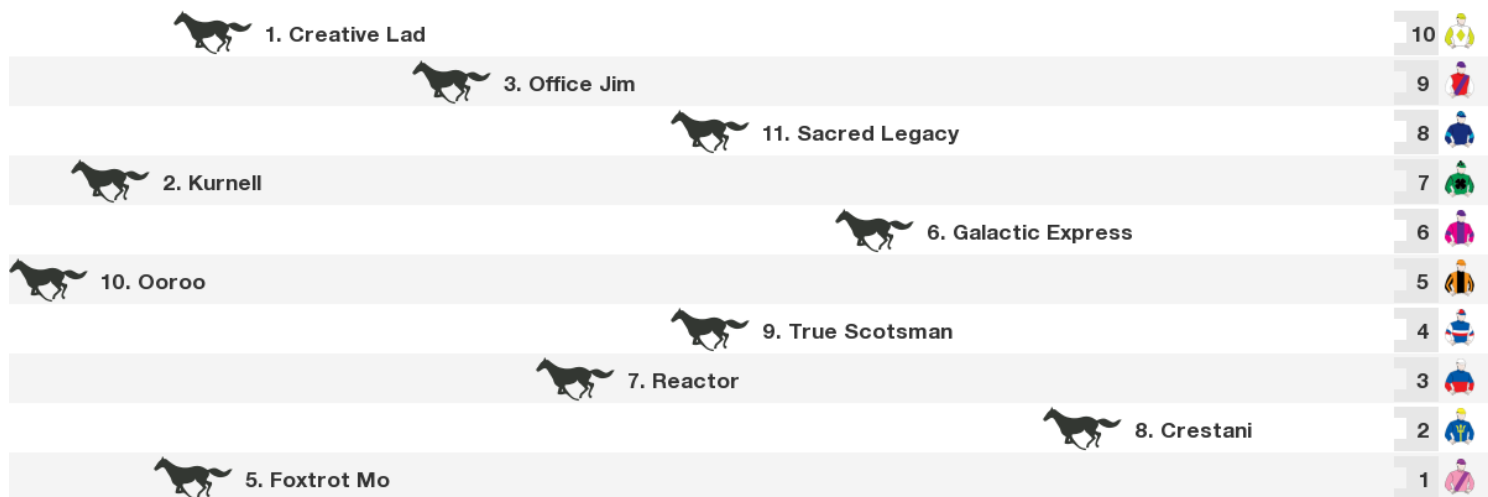 1. Creative Lad 10
3. Office Jim 9
11. Sacred Legacy 8
2. Kurnell 7
6. Galactic Express 6
10. Ooroo 5
9. True Scotsman 4
7. Reactor 3
8. Crestani 2
5. Foxtrot Mo 1